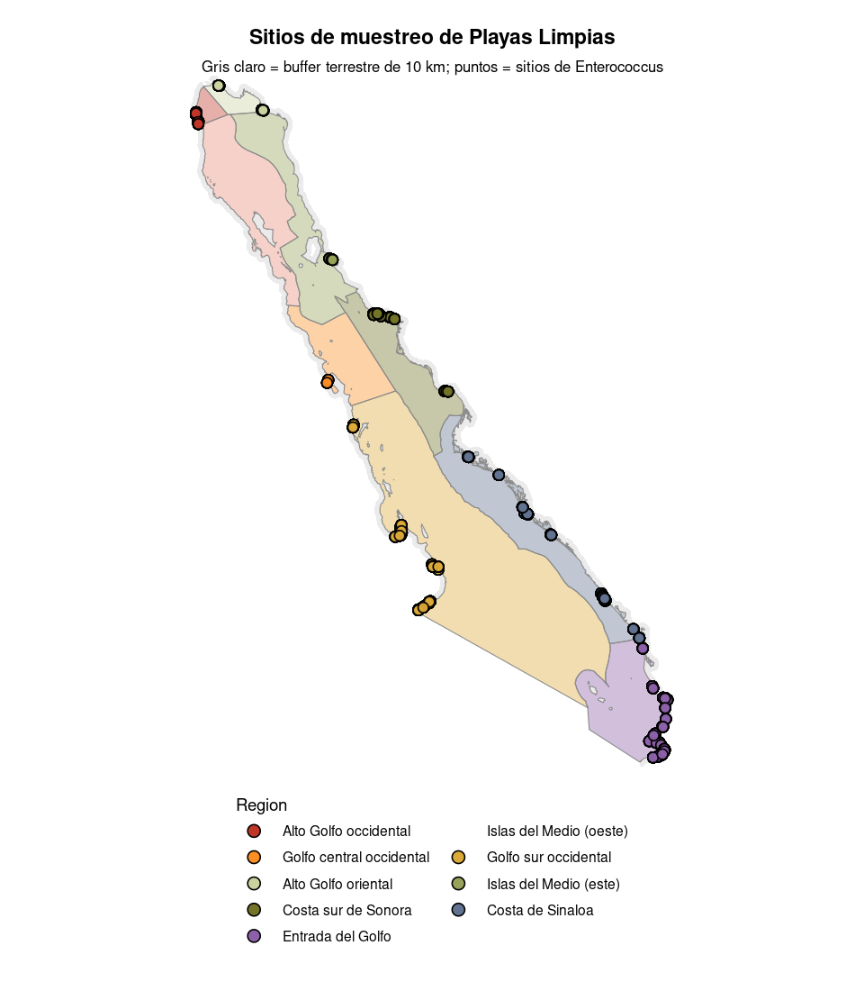 Sitios de muestreo de Playas Limpias
Gris claro = buffer terrestre de 10 km; puntos = sitios de Enterococcus
Region
Alto Golfo occidental
Islas del Medio (oeste)
Golfo central occidental
Golfo sur occidental
Alto Golfo oriental
Islas del Medio (este)
Costa sur de Sonora
Costa de Sinaloa
Entrada del Golfo